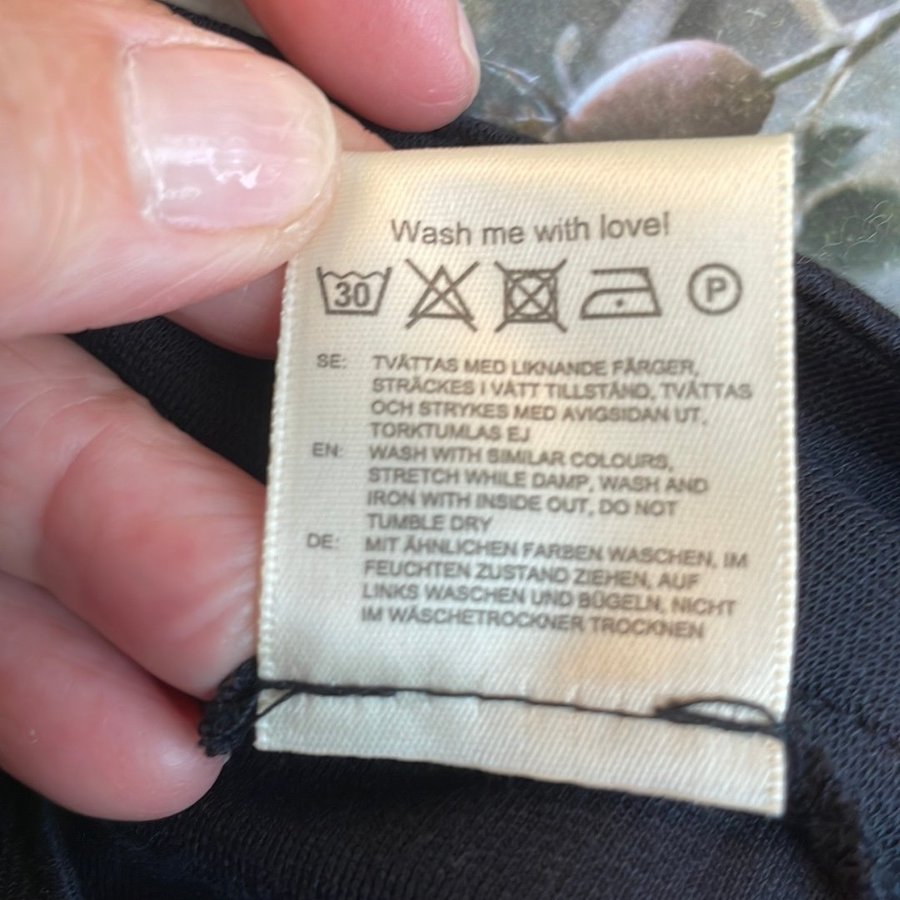 Wash me with love!
30 P
SE: TVÄTTAS MED LIKNANDE FÄRGER,
STRÄCKES I VÅTT TILLSTÅND, TVÄTTAS
OCH STRYKES MED AVIGSIDAN UT,
TORKTUMLAS EJ
EN: WASH WITH SIMILAR COLOURS,
STRETCH WHILE DAMP, WASH AND
IRON WITH INSIDE OUT, DO NOT
TUMBLE DRY
DE: MIT ÄHNLICHEN FARBEN WASCHEN, IM
FEUCHTEN ZUSTAND ZIEHEN, AUF
LINKS WASCHEN UND BÜGELN, NICHT
IM WÄSCHETROCKNER TROCKNEN